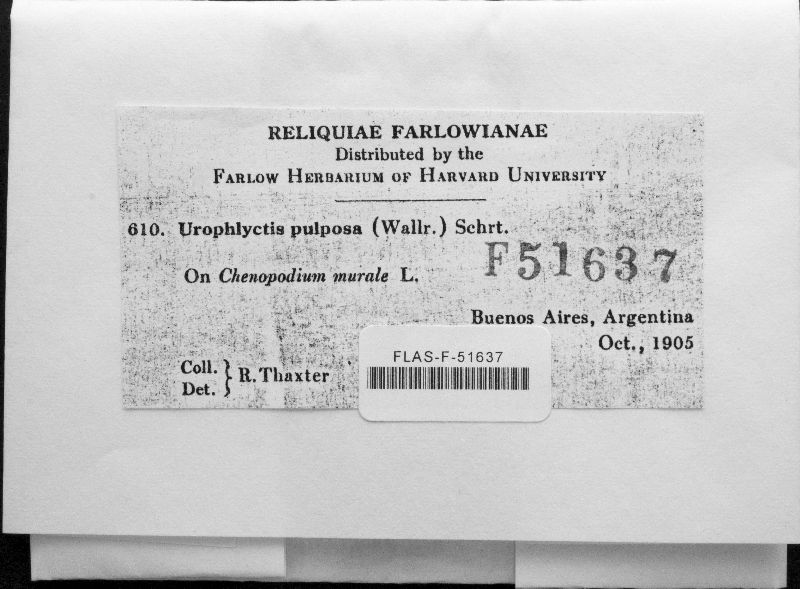 RELIQUIAE FARLOWIANAE
Distributed by the
FARLOW HERBARIUM OF HARVARD UNIVERSITY
610. Urophlyctis pulposa (Wallr.) Schrt.
On Chenopodium murale L.
F51637
Buenos Aires, Argentina
Oct., 1905
Coll.
Det. } R. Thaxter
FLAS-F-51637